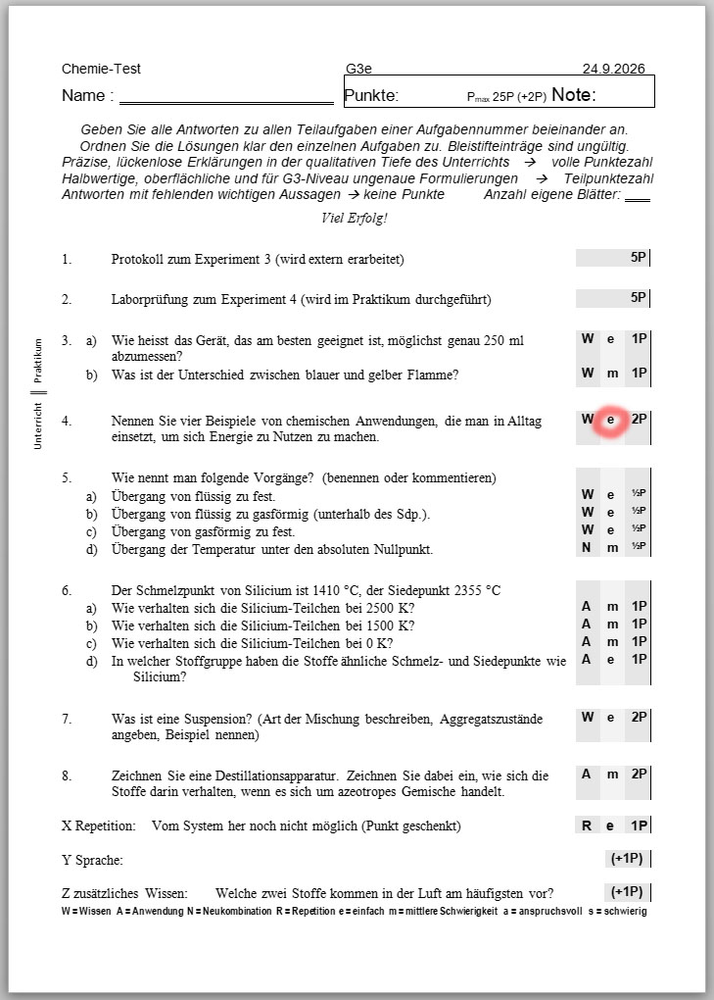 Chemie-Test G3e 24.9.2026
Name : Punkte: Pmax 25P (+2P) Note:
Geben Sie alle Antworten zu allen Teilaufgaben einer Aufgabennummer beieinander an.
Ordnen Sie die Lösungen klar den einzelnen Aufgaben zu. Bleistifteinträge sind ungültig.
Präzise, lückenlose Erklärungen in der qualitativen Tiefe des Unterrichts → volle Punktezahl
Halbwertige, oberflächliche und für G3-Niveau ungenaue Formulierungen → Teilpunktezahl
Antworten mit fehlenden wichtigen Aussagen → keine Punkte Anzahl eigene Blätter: ___
Viel Erfolg!
1. Protokoll zum Experiment 3 (wird extern erarbeitet) 5P
2. Laborprüfung zum Experiment 4 (wird im Praktikum durchgeführt) 5P
Unterricht || Praktikum
3. a) Wie heisst das Gerät, das am besten geeignet ist, möglichst genau 250 ml W e 1P
abzumessen?
b) Was ist der Unterschied zwischen blauer und gelber Flamme? W m 1P
4. Nennen Sie vier Beispiele von chemischen Anwendungen, die man in Alltag W e 2P
einsetzt, um sich Energie zu Nutzen zu machen.
5. Wie nennt man folgende Vorgänge? (benennen oder kommentieren)
a) Übergang von flüssig zu fest. W e ½P
b) Übergang von flüssig zu gasförmig (unterhalb des Sdp.). W e ½P
c) Übergang von gasförmig zu fest. W e ½P
d) Übergang der Temperatur unter den absoluten Nullpunkt. N m ½P
6. Der Schmelzpunkt von Silicium ist 1410 °C, der Siedepunkt 2355 °C
a) Wie verhalten sich die Silicium-Teilchen bei 2500 K? A m 1P
b) Wie verhalten sich die Silicium-Teilchen bei 1500 K? A m 1P
c) Wie verhalten sich die Silicium-Teilchen bei 0 K? A m 1P
d) In welcher Stoffgruppe haben die Stoffe ähnliche Schmelz- und Siedepunkte wie A e 1P
Silicium?
7. Was ist eine Suspension? (Art der Mischung beschreiben, Aggregatszustände W e 2P
angeben, Beispiel nennen)
8. Zeichnen Sie eine Destillationsapparatur. Zeichnen Sie dabei ein, wie sich die A m 2P
Stoffe darin verhalten, wenn es sich um azeotropes Gemische handelt.
X Repetition: Vom System her noch nicht möglich (Punkt geschenkt) R e 1P
Y Sprache: (+1P)
Z zusätzliches Wissen: Welche zwei Stoffe kommen in der Luft am häufigsten vor? (+1P)
W = Wissen A = Anwendung N = Neukombination R = Repetition e = einfach m = mittlere Schwierigkeit a = anspruchsvoll s = schwierig